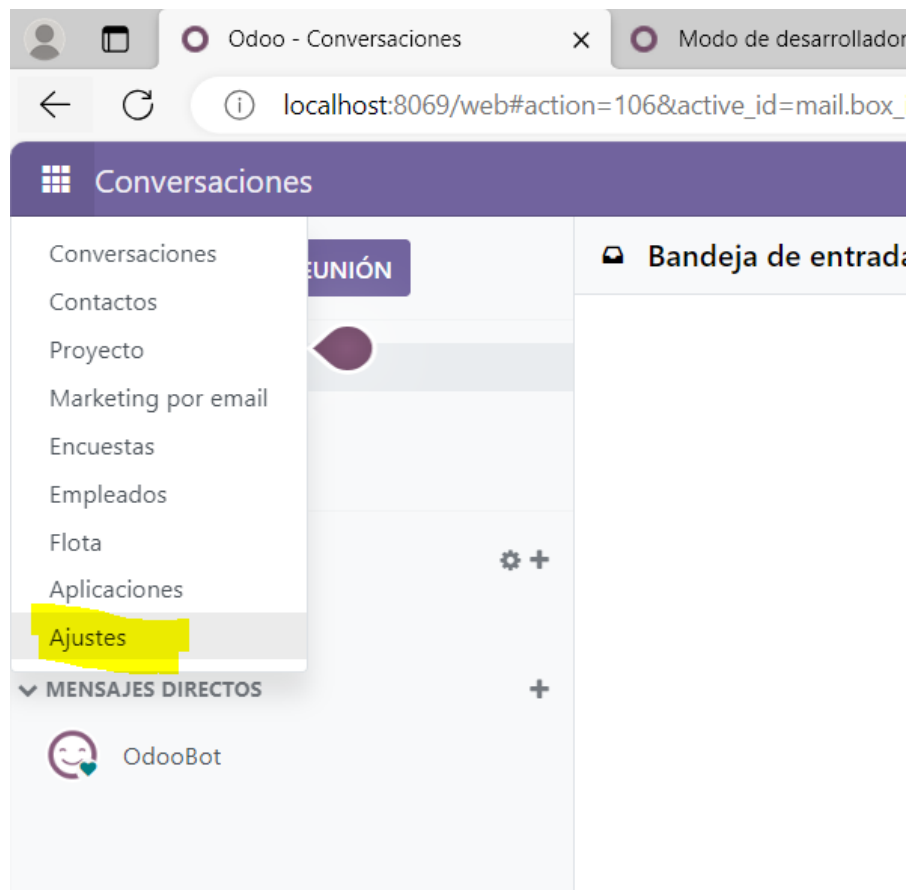 Odoo - Conversaciones
Modo de desarrollador
localhost:8069/web#action=106&active_id=mail.box_
Conversaciones
Conversaciones
EUNIÓN
Bandeja de entrada
Contactos
Proyecto
Marketing por email
Encuestas
Empleados
Flota
Aplicaciones
Ajustes
MENSAJES DIRECTOS
OdooBot